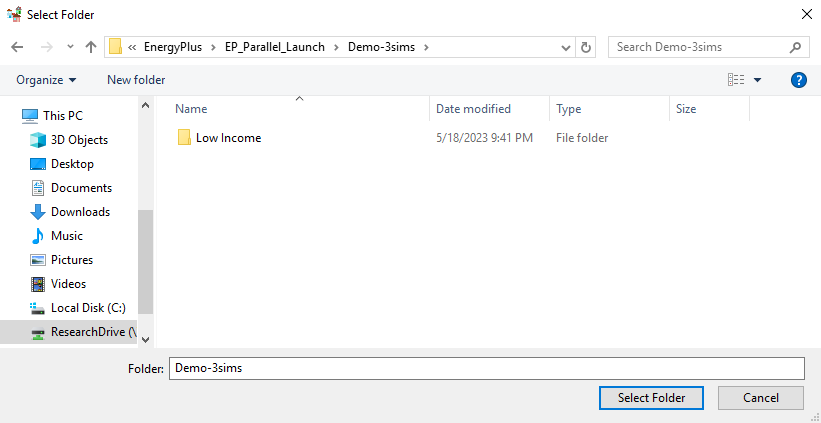 Select Folder
« EnergyPlus > EP_Parallel_Launch > Demo-3sims >
Search Demo-3sims
Organize
New folder
?
Name
Date modified
Type
Size
Low Income
5/18/2023 9:41 PM
File folder
This PC
3D Objects
Desktop
Documents
Downloads
Music
Pictures
Videos
Local Disk (C:)
ResearchDrive (\
Folder:
Demo-3sims
Select Folder
Cancel